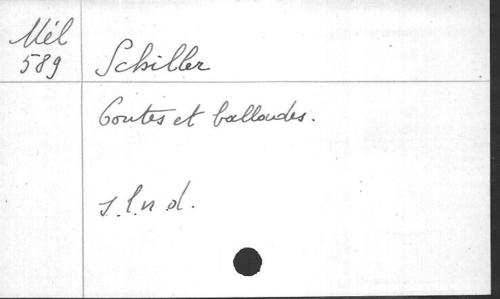 Mél
589
Schiller
Contes et ballades.
s.l.n d.